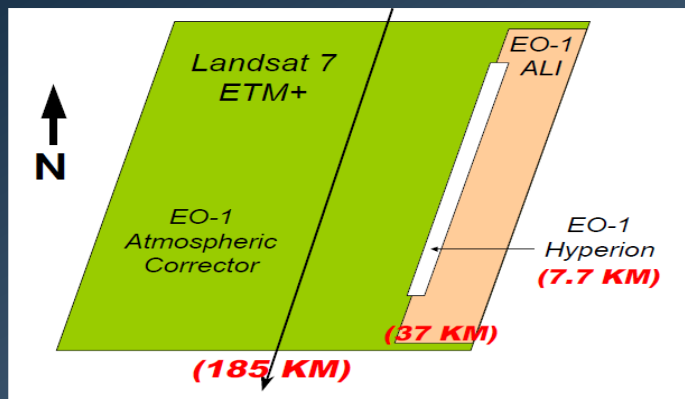 Landsat 7
ETM+
EO-1
ALI
N
EO-1
Atmospheric
Corrector
EO-1
Hyperion
(7.7 KM)
(37 KM)
(185 KM)